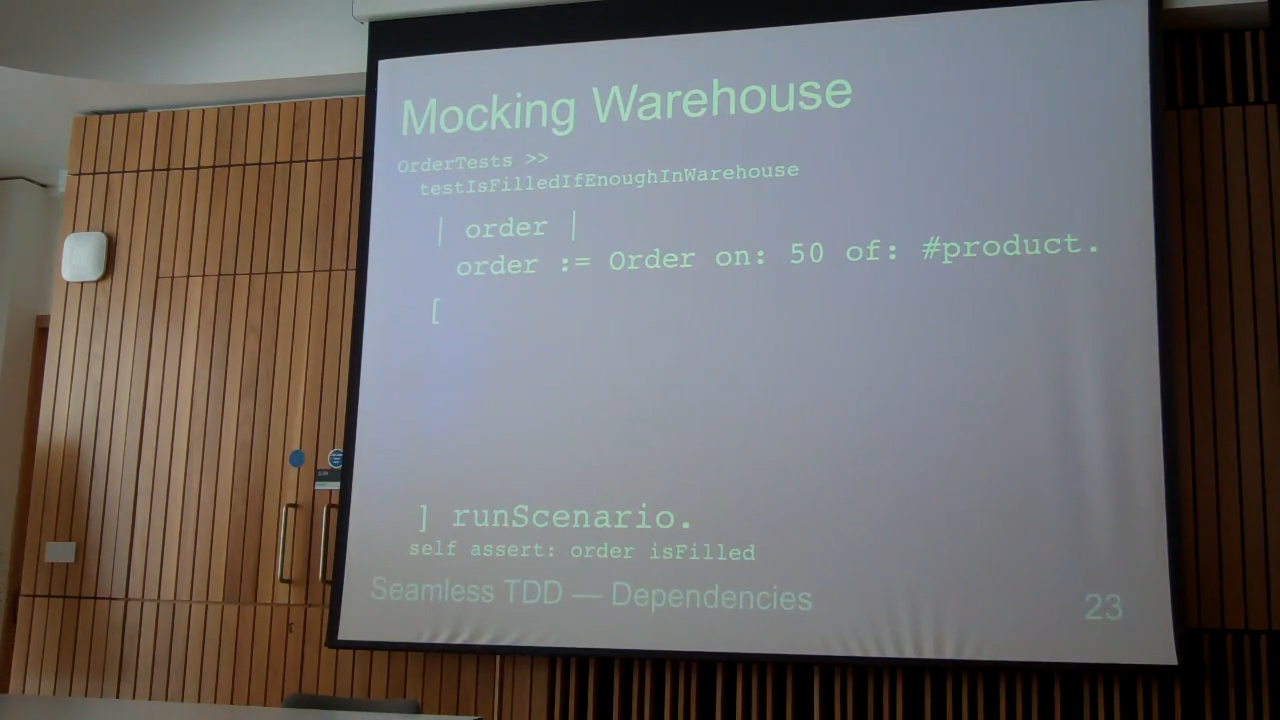 Mocking Warehouse
OrderTests >>
testIsFilledIfEnoughInWarehouse
| order |
order := Order on: 50 of: #product.
[
] runScenario.
self assert: order isFilled
Seamless TDD — Dependencies
23